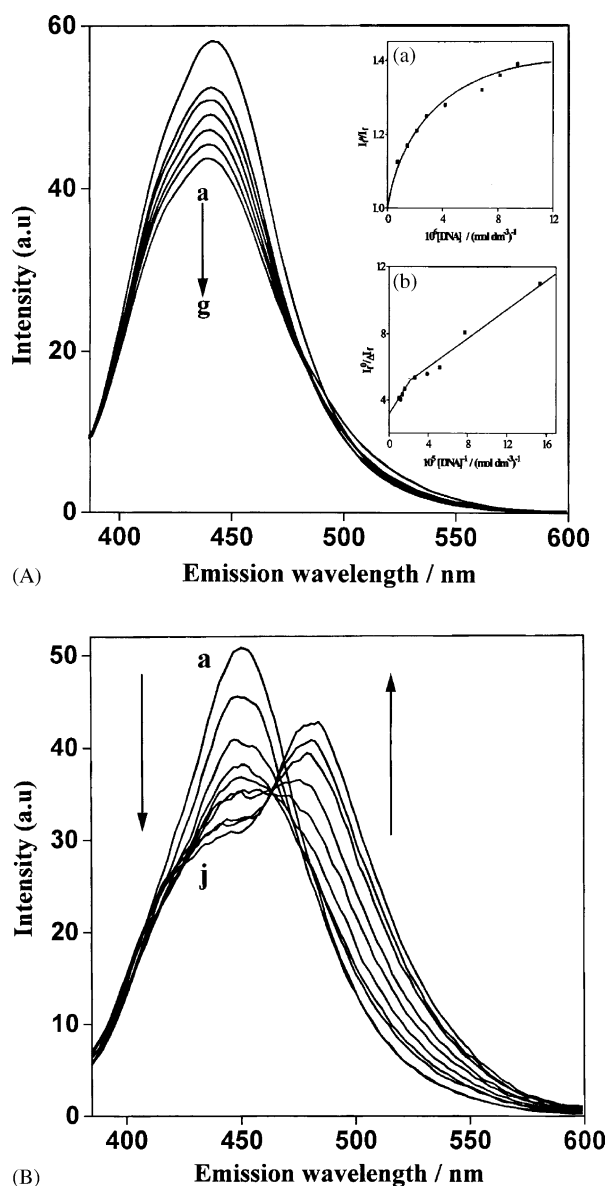 60
40
20
0
Intensity (a.u)
a
g
400
450
500
550
600
Emission wavelength / nm
(A)
(a)
1.4
1.2
1.0
0
4
8
12
10⁶[DNA] / (mol dm⁻³)⁻¹
(b)
12
8
4
0
4
8
12
16
10⁵ [DNA]⁻¹ / (mol dm⁻³)⁻¹
50
40
30
20
10
0
Intensity (a.u)
a
j
400
450
500
550
600
Emission wavelength / nm
(B)